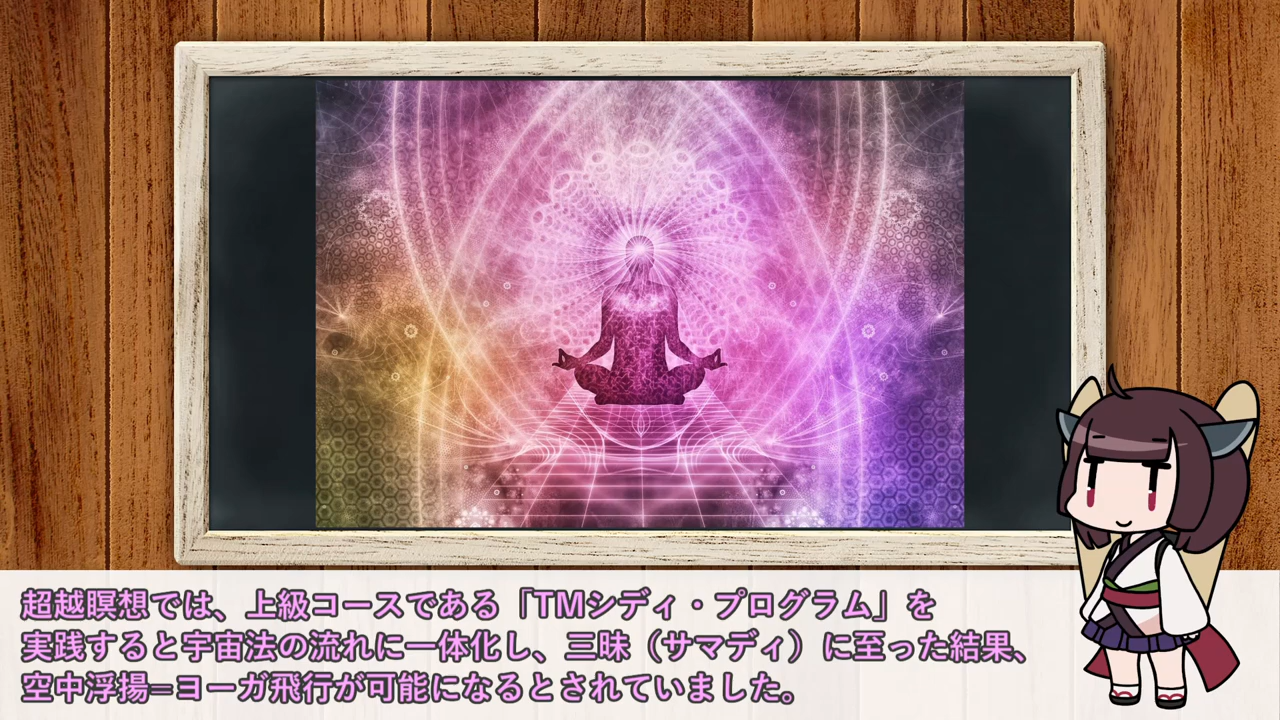 超越瞑想では、上級コースである「TMシディ・プログラム」を
実践すると宇宙法の流れに一体化し、三昧（サマディ）に至った結果、
空中浮揚=ヨーガ飛行が可能になるとされていました。